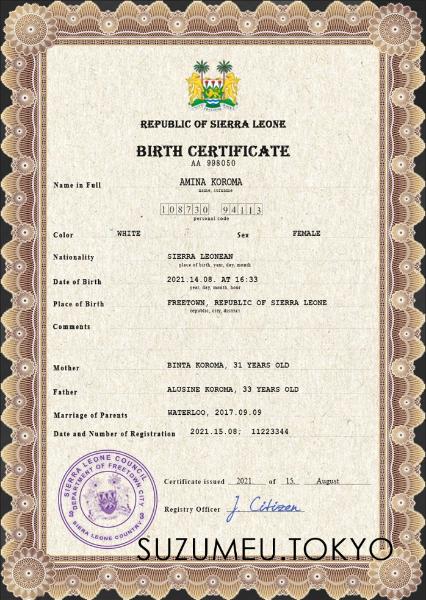 REPUBLIC OF SIERRA LEONE
BIRTH CERTIFICATE
AA 998050
Name in Full AMINA KOROMA
name, surname
108730 94113
personal code
Color WHITE Sex FEMALE
Nationality SIERRA LEONEAN
place of birth, year, day, month
Date of Birth 2021.14.08. AT 16:33
year, day, month, hour
Place of Birth FREETOWN, REPUBLIC OF SIERRA LEONE
republic, city, district
Comments
Mother BINTA KOROMA, 31 YEARS OLD
Father ALUSINE KOROMA, 33 YEARS OLD
Marriage of Parents WATERLOO, 2017.09.09
Date and Number of Registration 2021.15.08; 11223344
Certificate issued 2021 of 15. August
Registry Officer J. Citizen
SIERRA LEONE COUNCIL
DEPARTMENT OF FREETOWN CITY
SIERRA LEONE COUNTRY
SUZUMEU.TOKYO